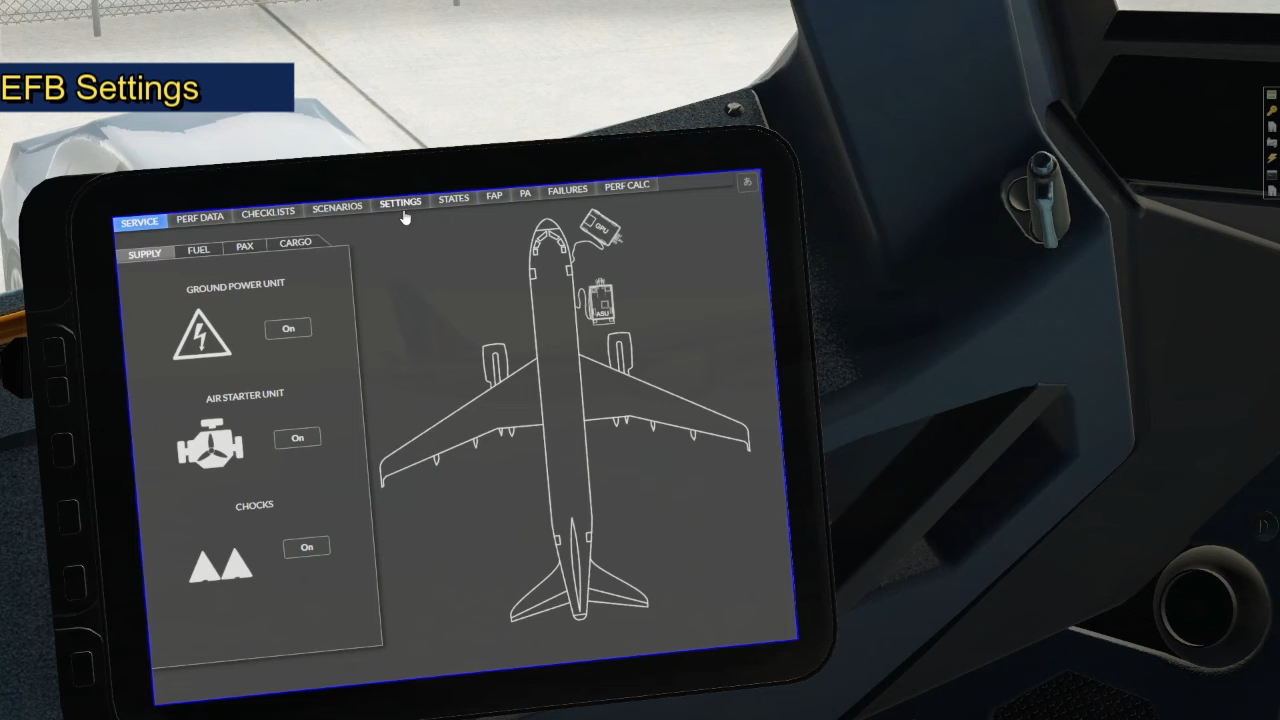 EFB Settings
SERVICE PERF DATA CHECKLISTS SCENARIOS SETTINGS STATES FAP PA FAILURES PERF CALC あ
SUPPLY FUEL PAX CARGO
GPU
GROUND POWER UNIT
On
ASU
AIR STARTER UNIT
On
CHOCKS
On